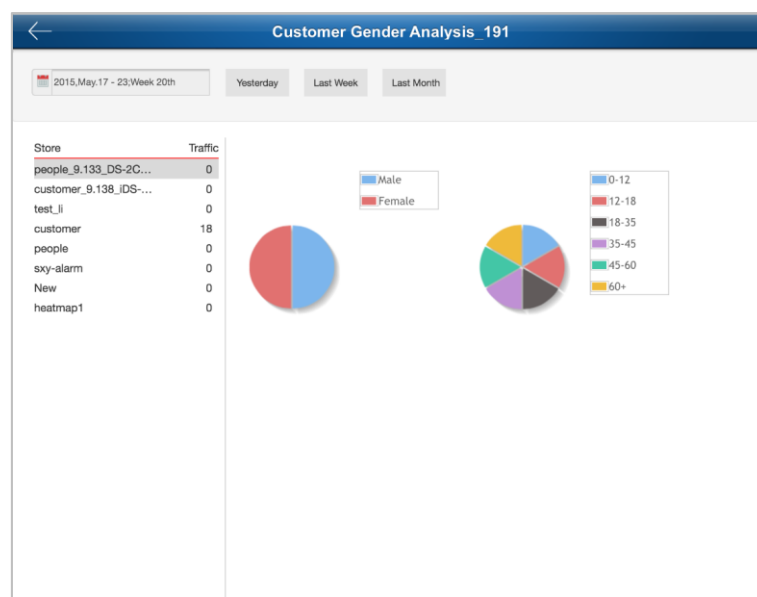 Customer Gender Analysis_191
2015,May.17 - 23;Week 20th
Yesterday
Last Week
Last Month
Store Traffic
people_9.133_DS-2C... 0
customer_9.138_iDS-... 0
test_li 0
customer 18
people 0
sxy-alarm 0
New 0
heatmap1 0
Male
Female
0-12
12-18
18-35
35-45
45-60
60+